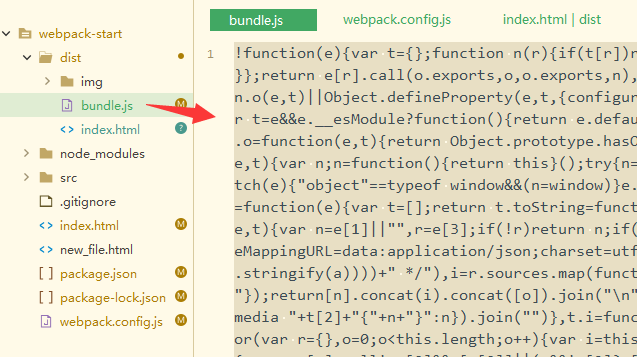 bundle.js webpack.config.js index.html | dist
webpack-start
dist
img
bundle.js M
index.html ?
node_modules
src
.gitignore
index.html M
new_file.html
package.json M
package-lock.json M
webpack.config.js M
1 !function(e){var t={};function n(r){if(t[r])r
}};return e[r].call(o.exports,o,o.exports,n),
n.o(e,t)||Object.defineProperty(e,t,{configur
r t=e&&e.__esModule?function(){return e.defau
.o=function(e,t){return Object.prototype.hasO
e,t){var n;n=function(){return this}();try{n=
tch(e){"object"==typeof window&&(n=window)}e.
=function(e){var t=[];return t.toString=funct
e,t){var n=e[1]||"",r=e[3];if(!r)return n;if(
eMappingURL=data:application/json;charset=utf
.stringify(a))))+" */"),i=r.sources.map(funct
"});return[n].concat(i).concat([o]).join("\n"
media "+t[2]+"{"+n+"}":n}).join("")},t.i=func
or(var r={},o=0;o<this.length;o++){var i=this